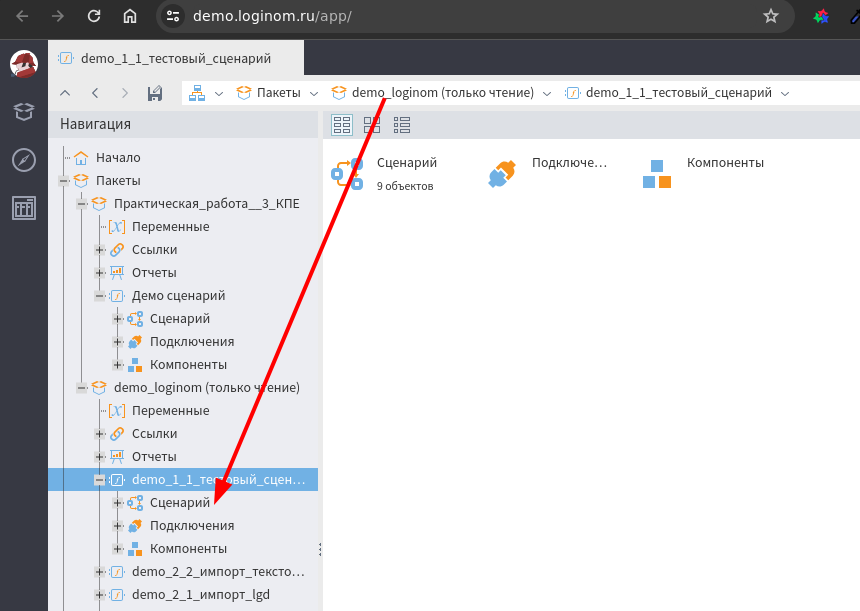 demo.loginom.ru/app/
demo_1_1_тестовый_сценарий
Пакеты demo_loginom (только чтение) demo_1_1_тестовый_сценарий
Навигация
Начало
Пакеты
Практическая_работа__3_КПЕ
Переменные
Ссылки
Отчеты
Демо сценарий
Сценарий
Подключения
Компоненты
demo_loginom (только чтение)
Переменные
Ссылки
Отчеты
demo_1_1_тестовый_сцен...
Сценарий
Подключения
Компоненты
demo_2_2_импорт_тексто...
demo_2_1_импорт_lgd
Сценарий
9 объектов
Подключе...
Компоненты